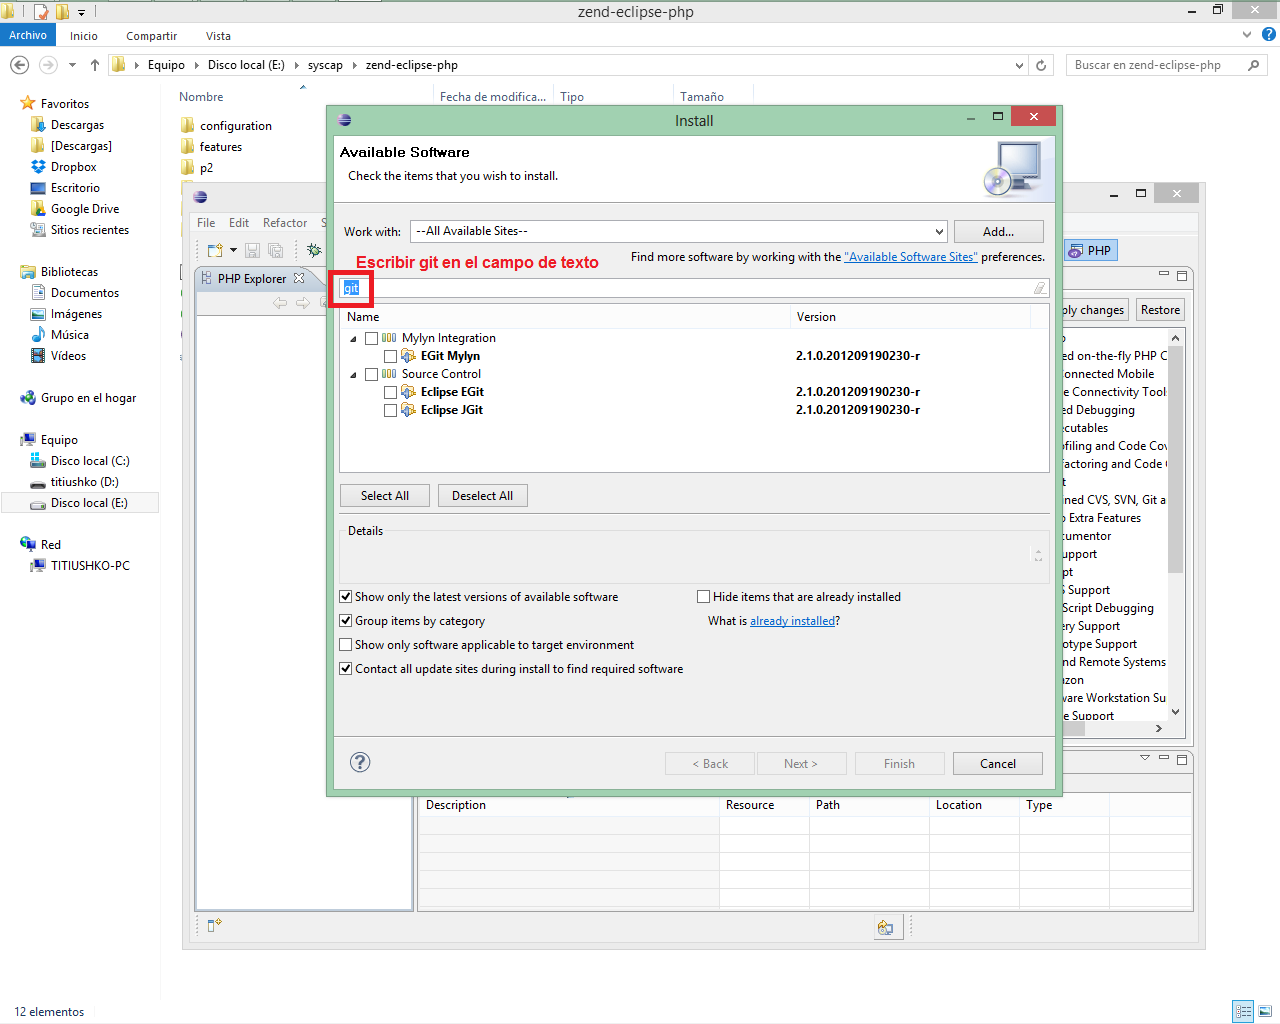 zend-eclipse-php
Archivo Inicio Compartir Vista
Equipo Disco local (E:) syscap zend-eclipse-php
Buscar en zend-eclipse-php
Nombre Fecha de modifica... Tipo Tamaño
Favoritos
Descargas
[Descargas]
Dropbox
Escritorio
Google Drive
Sitios recientes
Bibliotecas
Documentos
Imágenes
Música
Vídeos
Grupo en el hogar
Equipo
Disco local (C:)
titiushko (D:)
Disco local (E:)
Red
TITIUSHKO-PC
configuration
features
p2
File Edit Refactor S
PHP Explorer
Install
Available Software
Check the items that you wish to install.
Work with: --All Available Sites-- Add...
Escribir git en el campo de texto
Find more software by working with the "Available Software Sites" preferences.
git
Name Version
Mylyn Integration
EGit Mylyn 2.1.0.201209190230-r
Source Control
Eclipse EGit 2.1.0.201209190230-r
Eclipse JGit 2.1.0.201209190230-r
Select All Deselect All
Details
Show only the latest versions of available software Hide items that are already installed
Group items by category What is already installed?
Show only software applicable to target environment
Contact all update sites during install to find required software
< Back Next > Finish Cancel
PHP
ply changes Restore
ed on-the-fly PHP C
Connected Mobile
e Connectivity Tool
ed Debugging
ecutables
ofiling and Code Cov
factoring and Code
t
ined CVS, SVN, Git a
o Extra Features
cumentor
upport
pt
S Support
Script Debugging
ery Support
otype Support
nd Remote Systems
azon
ware Workstation Su
e Support
Description Resource Path Location Type
12 elementos